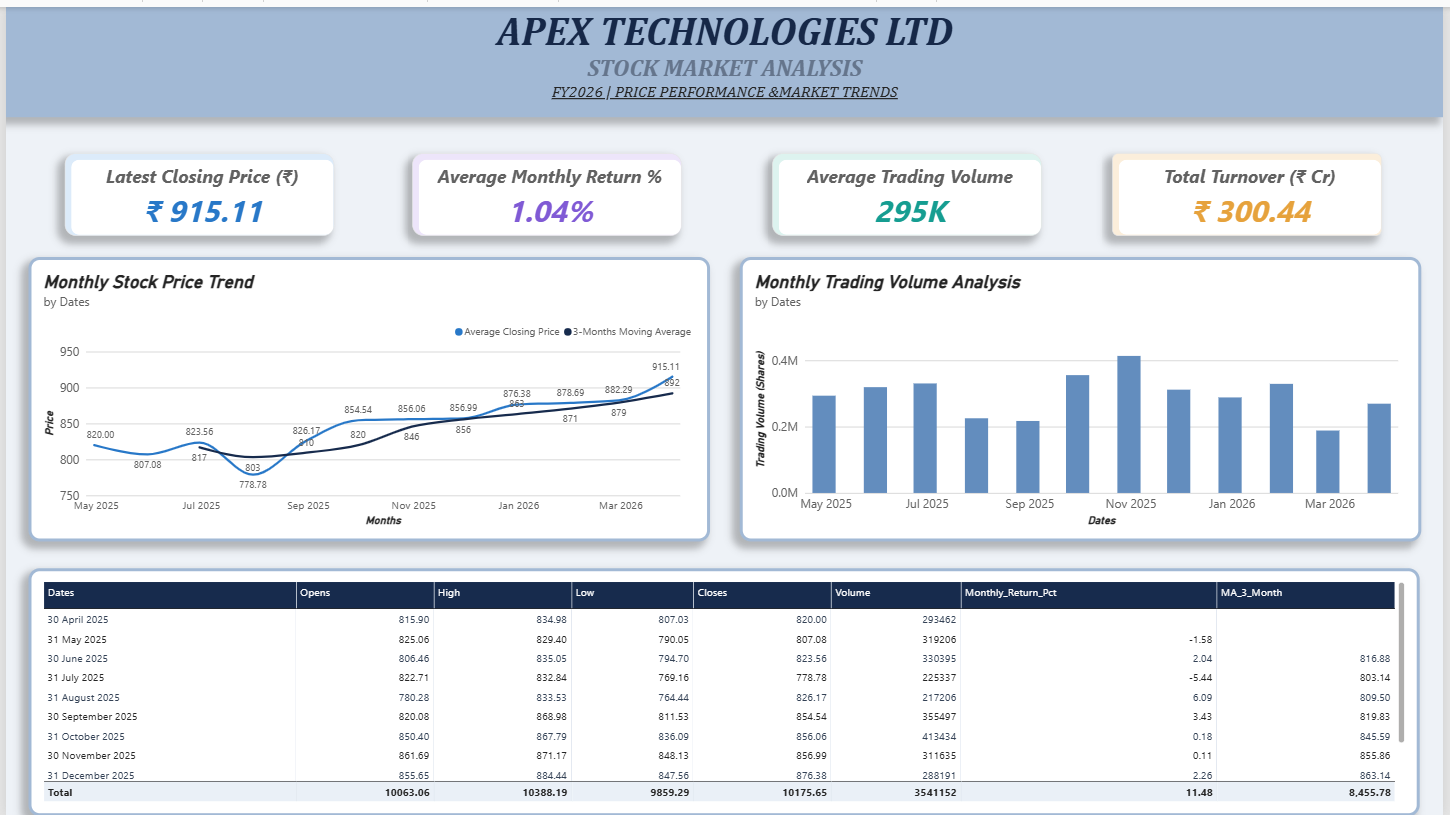 APEX TECHNOLOGIES LTD
STOCK MARKET ANALYSIS
FY2026 | PRICE PERFORMANCE &MARKET TRENDS
Latest Closing Price (₹)
₹ 915.11
Average Monthly Return %
1.04%
Average Trading Volume
295K
Total Turnover (₹ Cr)
₹ 300.44
Monthly Stock Price Trend
by Dates
Average Closing Price 3-Months Moving Average
Price
950
900
850
800
750
820.00
807.08
823.56
817
803
778.78
826.17
810
854.54
820
856.06
846
856.99
856
876.38
863
878.69
871
882.29
879
915.11
892
May 2025 Jul 2025 Sep 2025 Nov 2025 Jan 2026 Mar 2026
Months
Monthly Trading Volume Analysis
by Dates
Trading Volume (Shares)
0.4M
0.2M
0.0M
May 2025 Jul 2025 Sep 2025 Nov 2025 Jan 2026 Mar 2026
Dates
Dates Opens High Low Closes Volume Monthly_Return_Pct MA_3_Month
30 April 2025 815.90 834.98 807.03 820.00 293462
31 May 2025 825.06 829.40 790.05 807.08 319206 -1.58
30 June 2025 806.46 835.05 794.70 823.56 330395 2.04 816.88
31 July 2025 822.71 832.84 769.16 778.78 225337 -5.44 803.14
31 August 2025 780.28 833.53 764.44 826.17 217206 6.09 809.50
30 September 2025 820.08 868.98 811.53 854.54 355497 3.43 819.83
31 October 2025 850.40 867.79 836.09 856.06 413434 0.18 845.59
30 November 2025 861.69 871.17 848.13 856.99 311635 0.11 855.86
31 December 2025 855.65 884.44 847.56 876.38 288191 2.26 863.14
Total 10063.06 10388.19 9859.29 10175.65 3541152 11.48 8,455.78